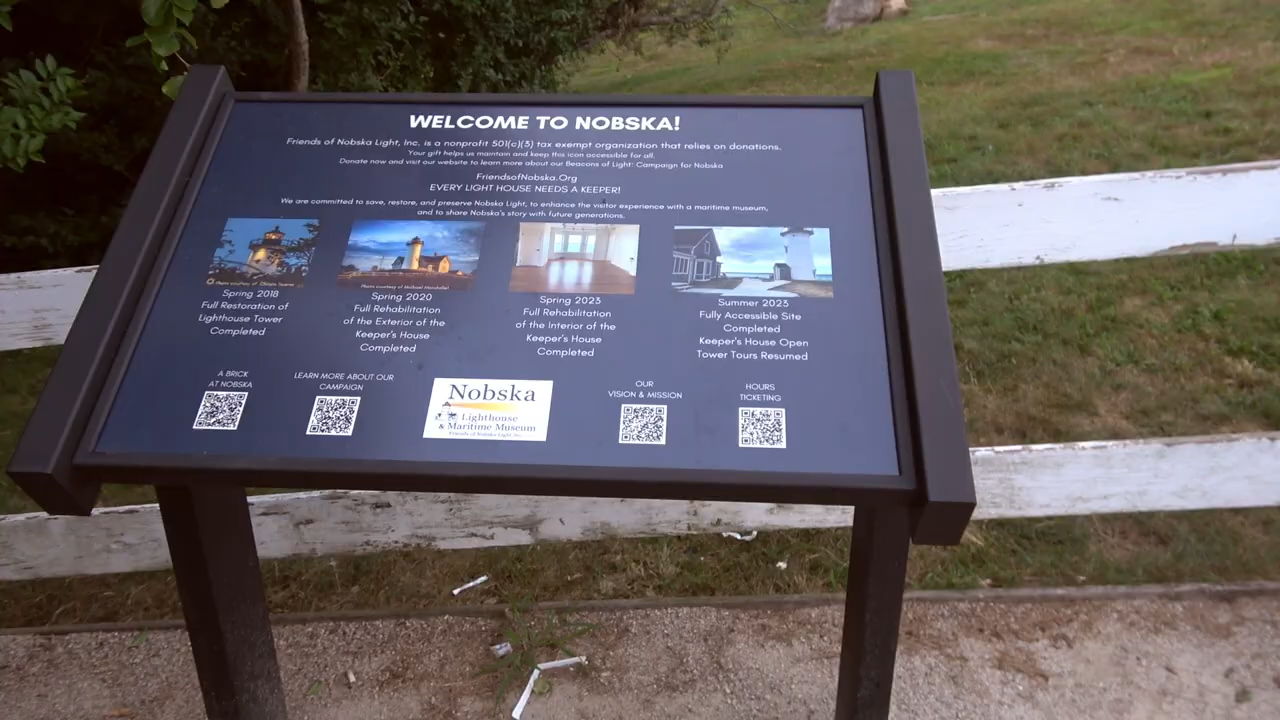 WELCOME TO NOBSKA!
Friends of Nobska Light, Inc. is a nonprofit 501(c)(3) tax exempt organization that relies on donations.
Your gift helps us maintain and keep this icon accessible for all.
Donate now and visit our website to learn more about our Beacons of Light: Campaign for Nobska
FriendsofNobska.Org
EVERY LIGHT HOUSE NEEDS A KEEPER!
We are committed to save, restore, and preserve Nobska Light, to enhance the visitor experience with a maritime museum,
and to share Nobska's story with future generations.
Photo courtesy of
Spring 2018
Full Restoration of
Lighthouse Tower
Completed
Photo courtesy of Michael
Spring 2020
Full Rehabilitation
of the Exterior of the
Keeper's House
Completed
Spring 2023
Full Rehabilitation
of the Interior of the
Keeper's House
Completed
Summer 2023
Fully Accessible Site
Completed
Keeper's House Open
Tower Tours Resumed
A BRICK
AT NOBSKA
LEARN MORE ABOUT OUR
CAMPAIGN
Nobska
Lighthouse
& Maritime Museum
Friends of Nobska Light Inc.
OUR
VISION & MISSION
HOURS
TICKETING